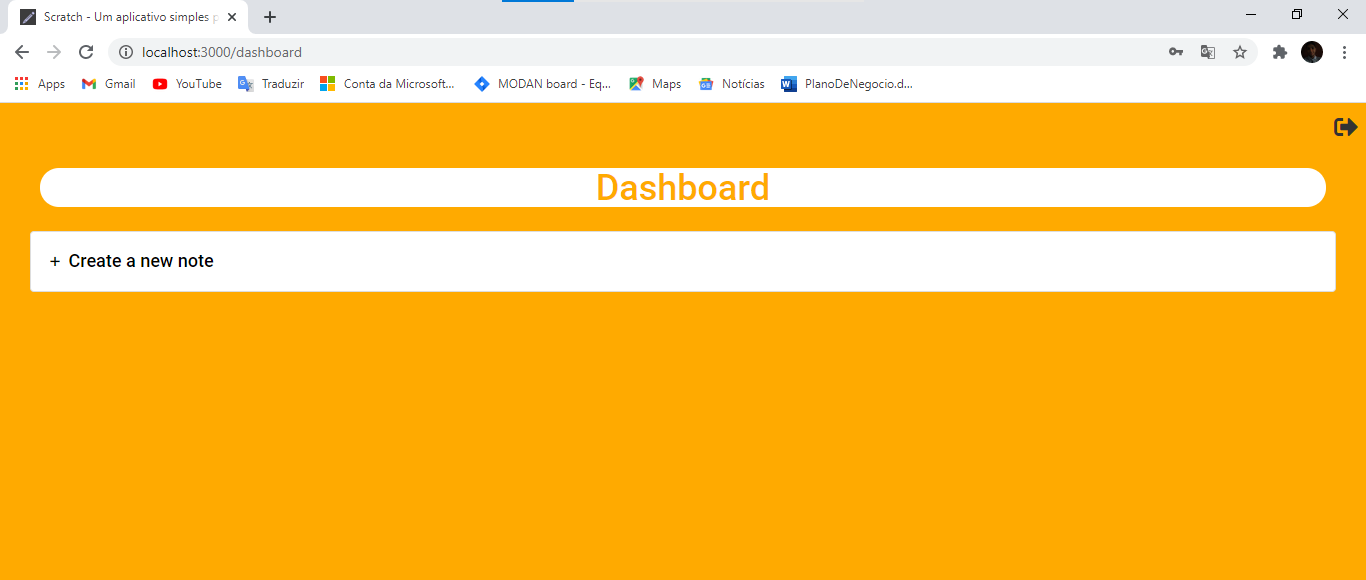 Scratch - Um aplicativo simples p
localhost:3000/dashboard
Apps Gmail YouTube Traduzir Conta da Microsoft... MODAN board - Eq... Maps Notícias PlanoDeNegocio.d...
Dashboard
+ Create a new note